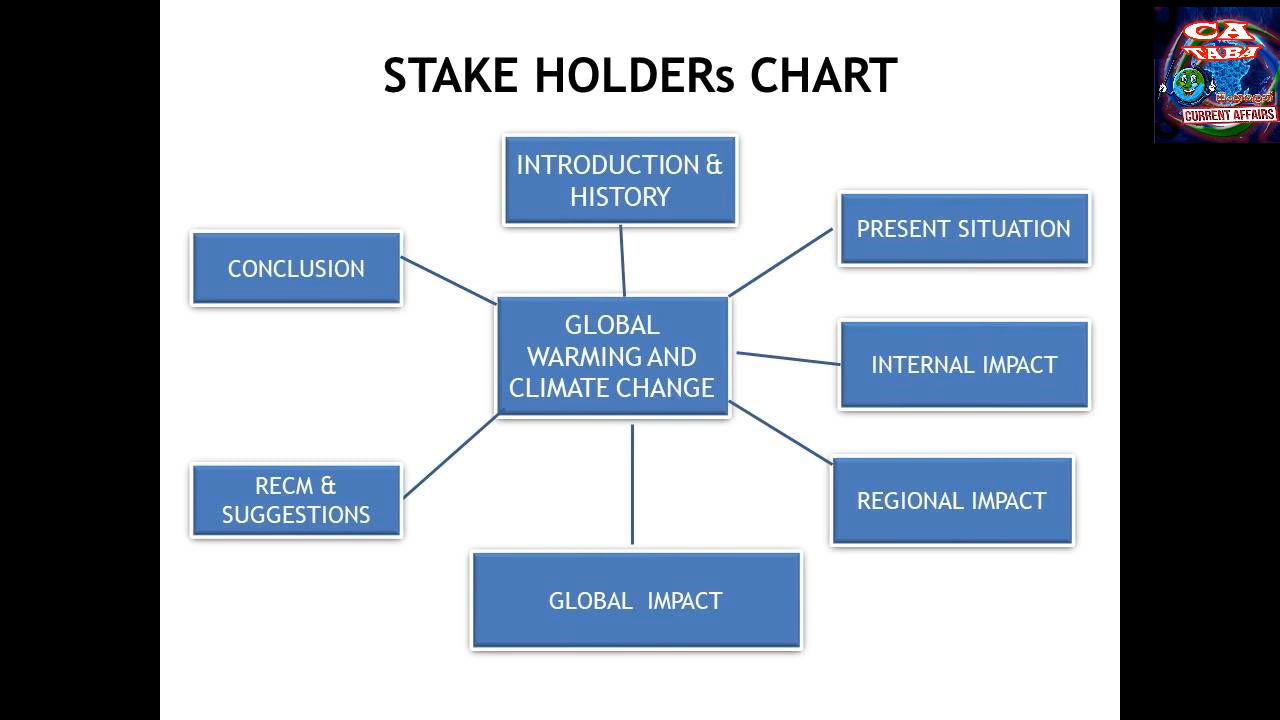 STAKE HOLDERs CHART
INTRODUCTION &
HISTORY
PRESENT SITUATION
CONCLUSION
GLOBAL
WARMING AND
CLIMATE CHANGE
INTERNAL IMPACT
RECM &
SUGGESTIONS
REGIONAL IMPACT
GLOBAL  IMPACT
CA
CURRENT AFFAIRS